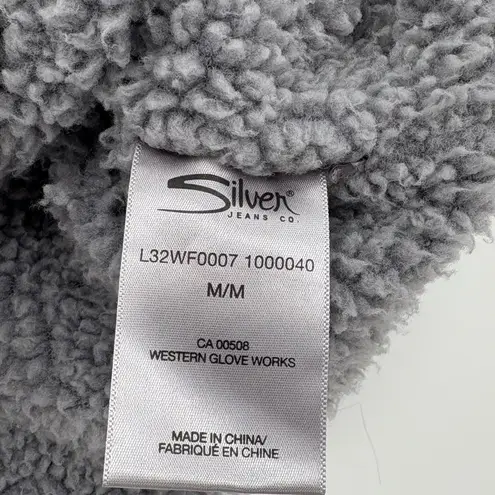 Silver®
JEANS CO.
L32WF0007 1000040
M/M
CA 00508
WESTERN GLOVE WORKS
MADE IN CHINA/
FABRIQUÉ EN CHINE